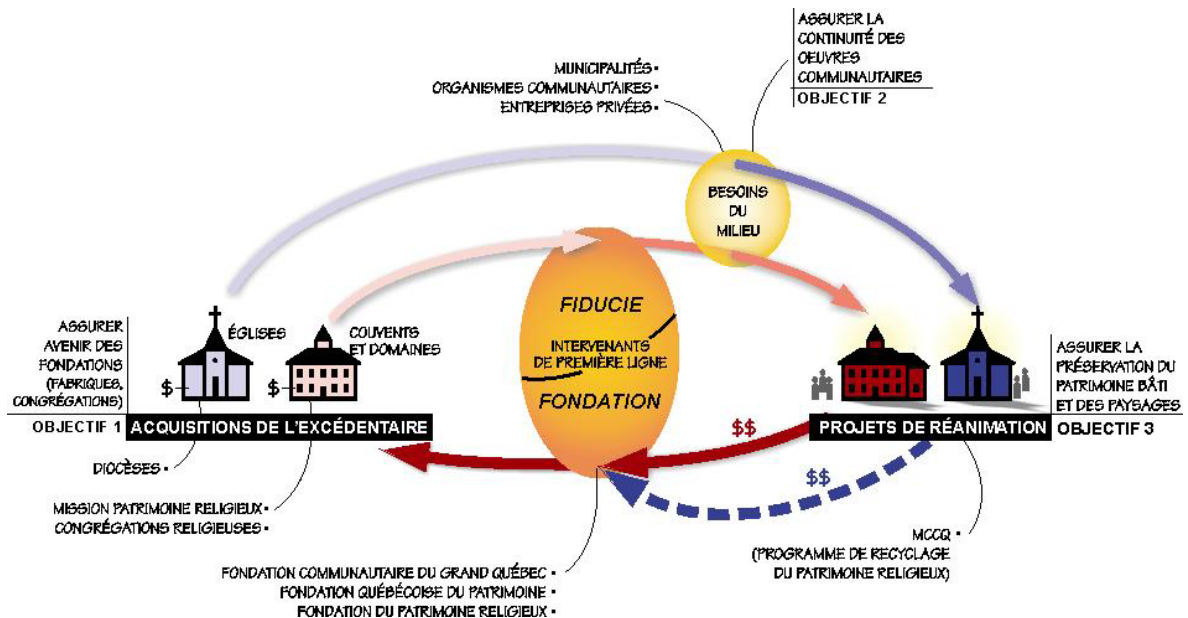 ASSURER LA
CONTINUITÉ DES
OEUVRES
COMMUNAUTAIRES
OBJECTIF 2
MUNICIPALITÉS •
ORGANISMES COMMUNAUTAIRES •
ENTREPRISES PRIVÉES •
BESOINS
DU
MILIEU
FIDUCIE
INTERVENANTS
DE PREMIÈRE LIGNE
FONDATION
ASSURER
AVENIR DES
FONDATIONS
(FABRIQUES,
CONGRÉGATIONS)
OBJECTIF 1
ÉGLISES
$
COUVENTS
ET DOMAINES
$
ACQUISITIONS DE L'EXCÉDENTAIRE
DIOCÈSES •
MISSION PATRIMOINE RELIGIEUX •
CONGRÉGATIONS RELIGIEUSES •
ASSURER LA
PRÉSERVATION DU
PATRIMOINE BÂTI
ET DES PAYSAGES
OBJECTIF 3
PROJETS DE RÉANIMATION
$$
$$
MCCQ •
(PROGRAMME DE RECYCLAGE
DU PATRIMOINE RELIGIEUX)
FONDATION COMMUNAUTAIRE DU GRAND QUÉBEC •
FONDATION QUÉBÉCOISE DU PATRIMOINE •
FONDATION DU PATRIMOINE RELIGIEUX •